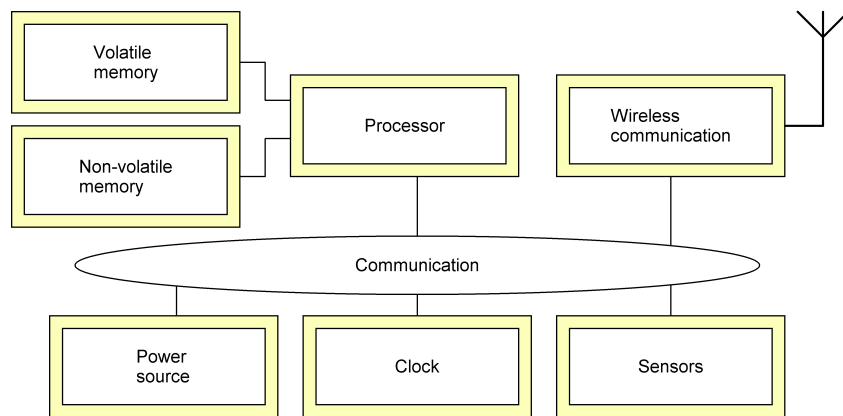 Volatile
memory
Processor
Wireless
communication
Non-volatile
memory
Communication
Power
source
Clock
Sensors